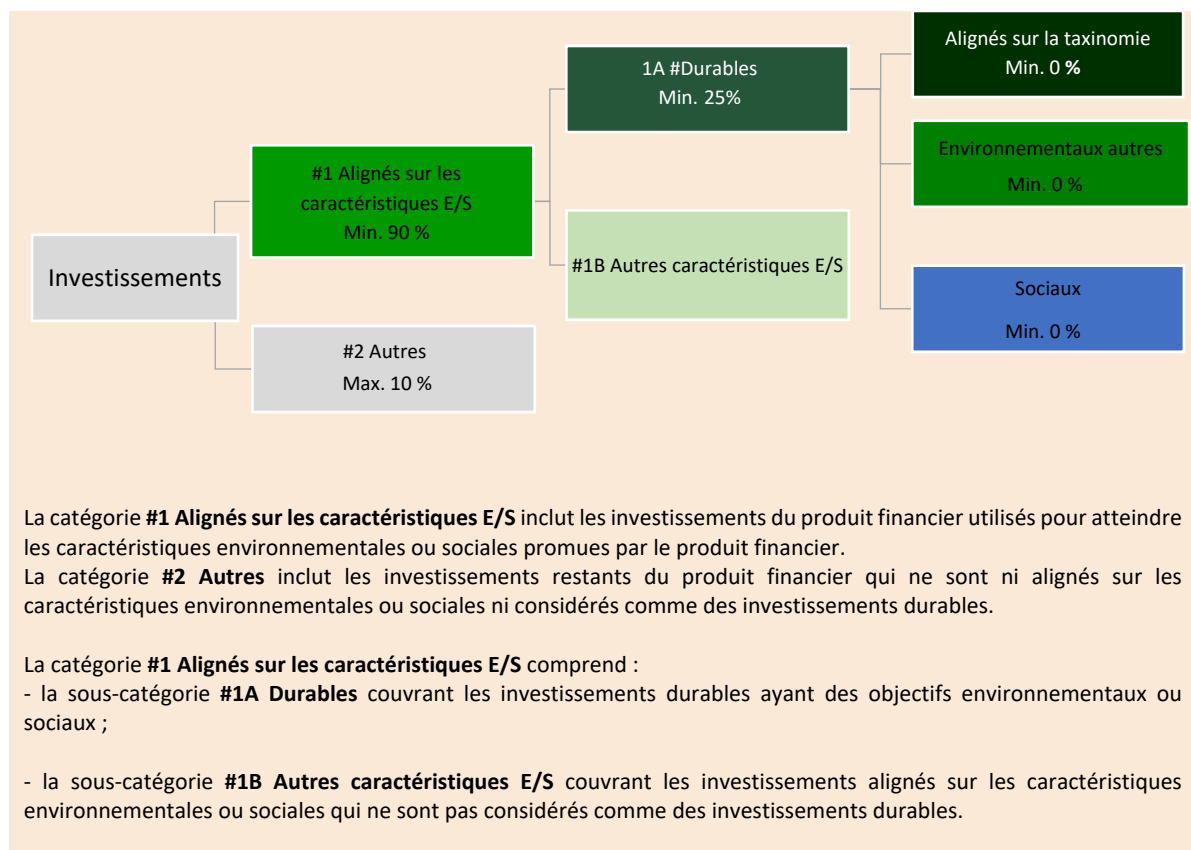 Investissements
#1 Alignés sur les
caractéristiques E/S
Min. 90 %
#2 Autres
Max. 10 %
1A #Durables
Min. 25%
#1B Autres caractéristiques E/S
Alignés sur la taxinomie
Min. 0 %
Environnementaux autres
Min. 0 %
Sociaux
Min. 0 %
La catégorie #1 Alignés sur les caractéristiques E/S inclut les investissements du produit financier utilisés pour atteindre
les caractéristiques environnementales ou sociales promues par le produit financier.
La catégorie #2 Autres inclut les investissements restants du produit financier qui ne sont ni alignés sur les
caractéristiques environnementales ou sociales ni considérés comme des investissements durables.
La catégorie #1 Alignés sur les caractéristiques E/S comprend :
- la sous-catégorie #1A Durables couvrant les investissements durables ayant des objectifs environnementaux ou
sociaux ;
- la sous-catégorie #1B Autres caractéristiques E/S couvrant les investissements alignés sur les caractéristiques
environnementales ou sociales qui ne sont pas considérés comme des investissements durables.